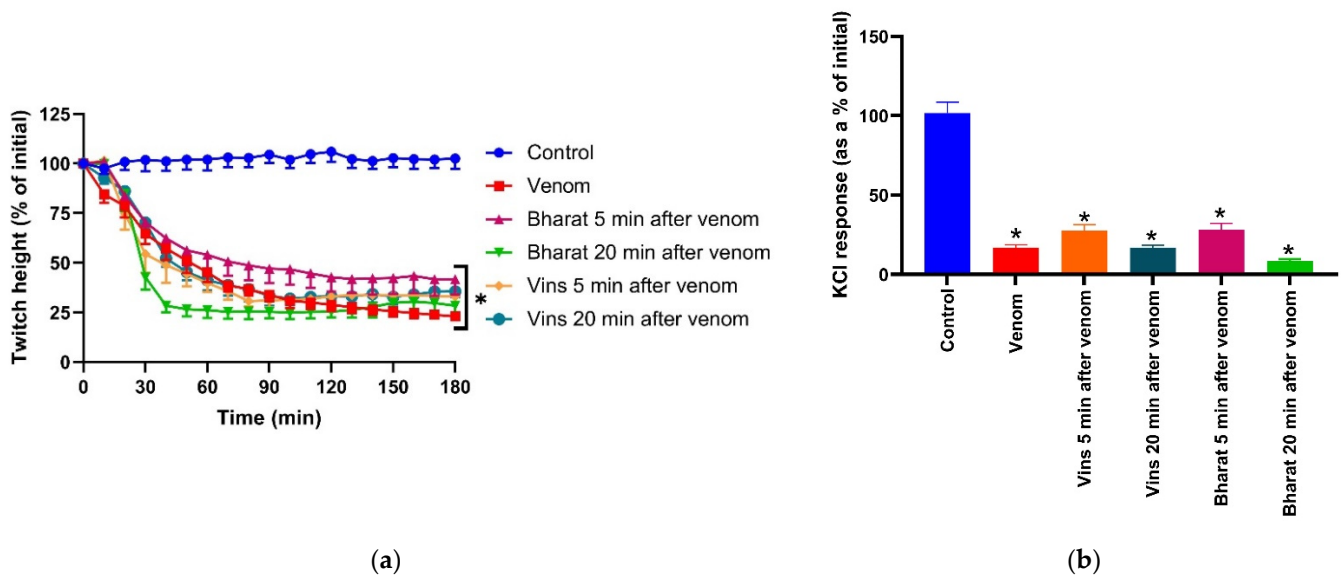 Twitch height (% of initial)
125
100
75
50
25
0
0
30
60
90
120
150
180
Time (min)
*
Control
Venom
Bharat 5 min after venom
Bharat 20 min after venom
Vins 5 min after venom
Vins 20 min after venom
(a)
KCl response (as a % of initial)
150
100
50
0
*
*
*
*
*
Control
Venom
Vins 5 min after venom
Vins 20 min after venom
Bharat 5 min after venom
Bharat 20 min after venom
(b)